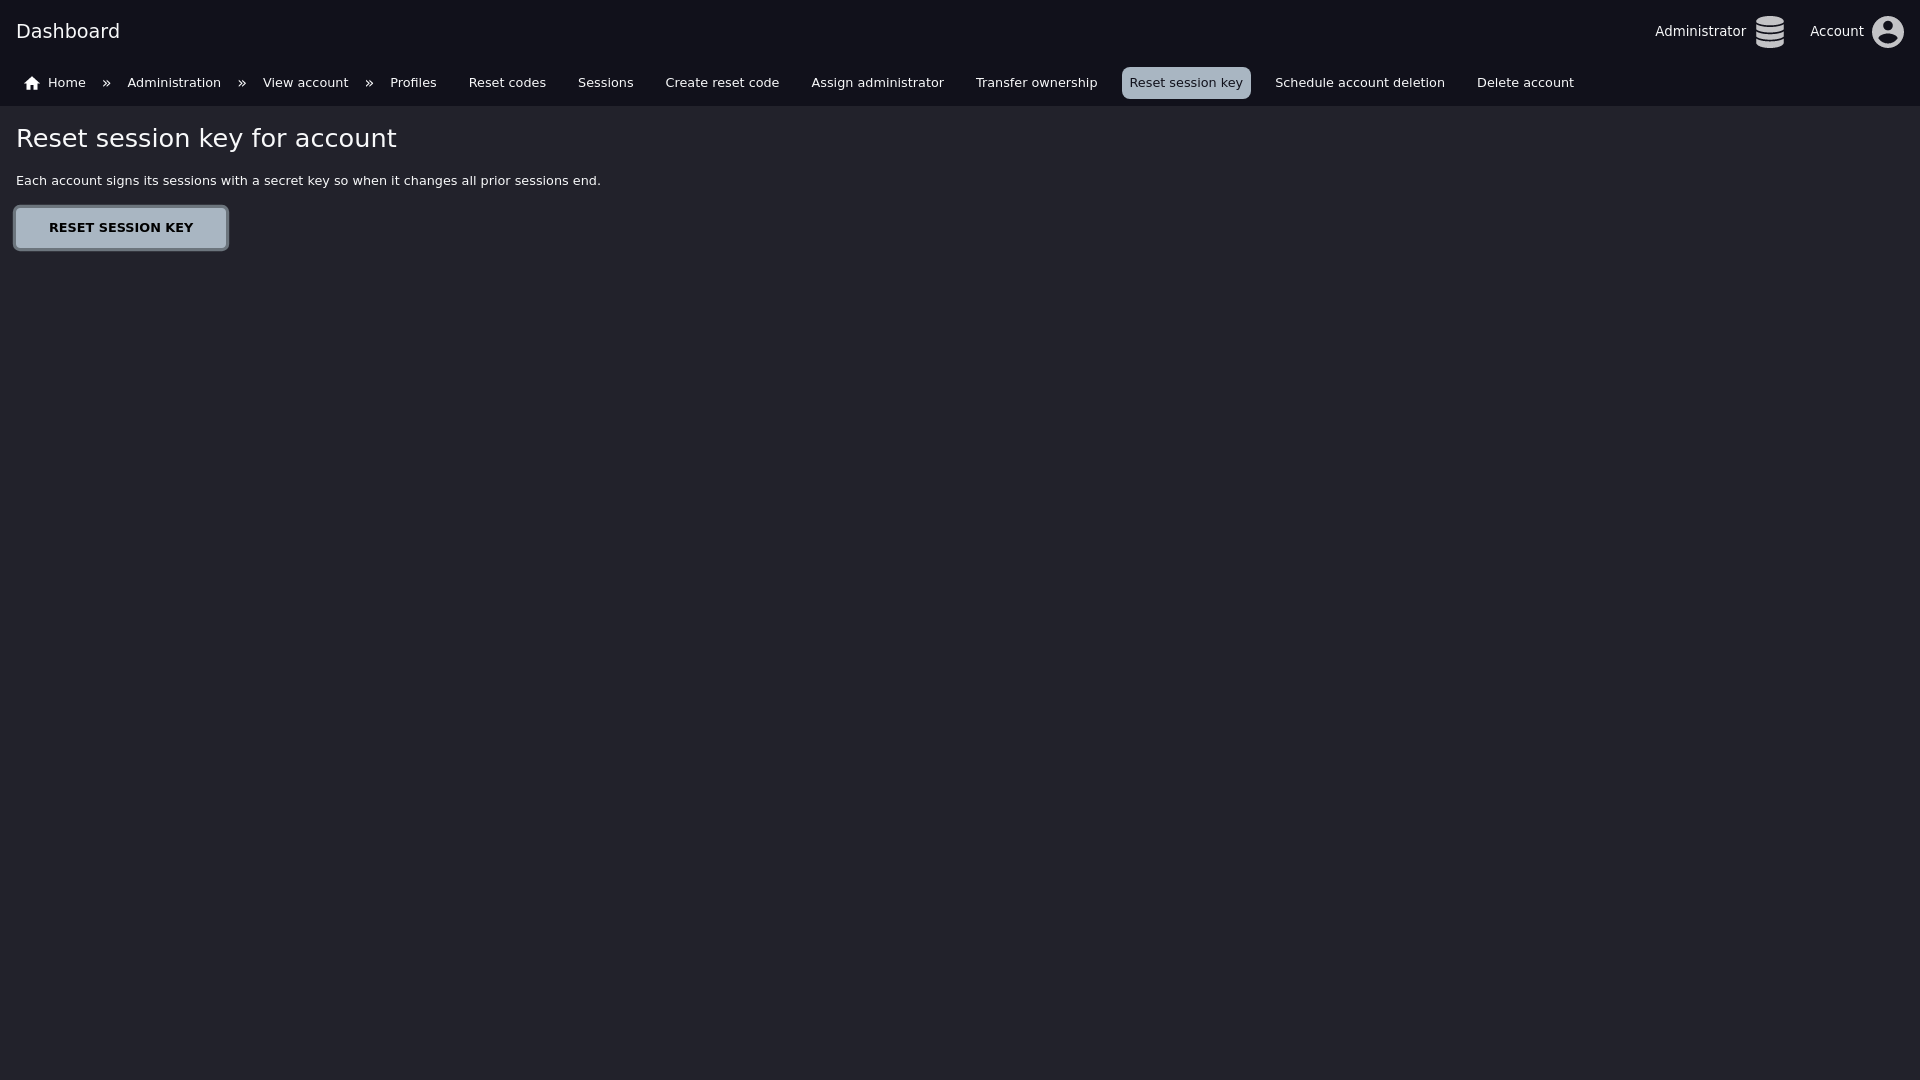 Dashboard
Administrator
Account
Home » Administration » View account » Profiles Reset codes Sessions Create reset code Assign administrator Transfer ownership Reset session key Schedule account deletion Delete account
Reset session key for account
Each account signs its sessions with a secret key so when it changes all prior sessions end.
RESET SESSION KEY